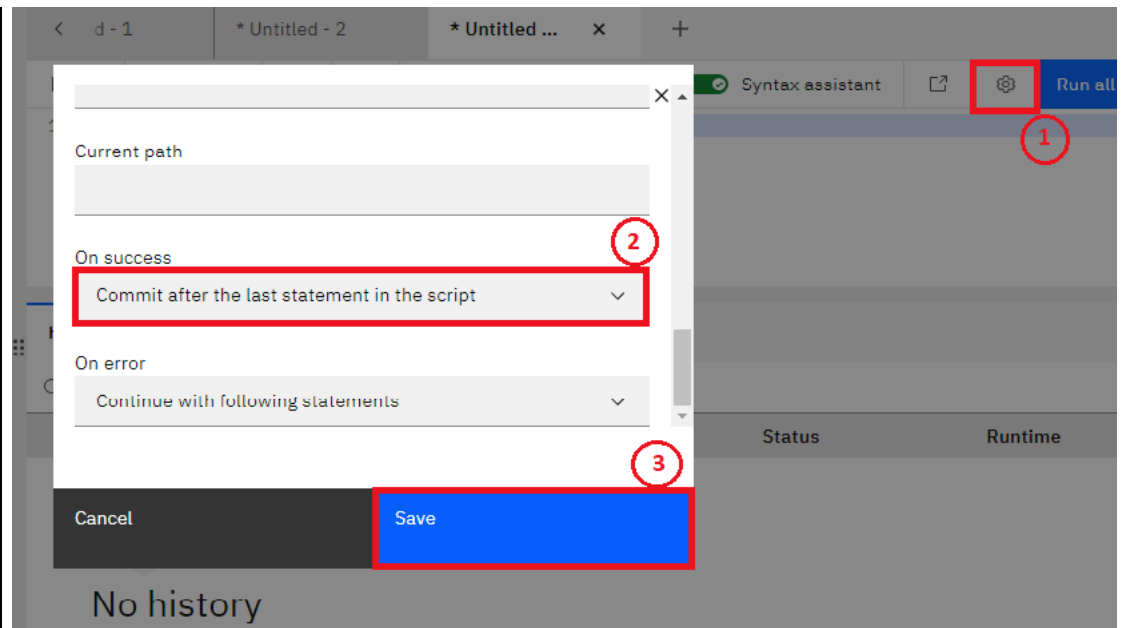 d - 1
* Untitled - 2
* Untitled ...
Syntax assistant
Run all
1
Current path
2
On success
Commit after the last statement in the script
On error
Continue with following statements
Status
Runtime
3
Cancel
Save
No history